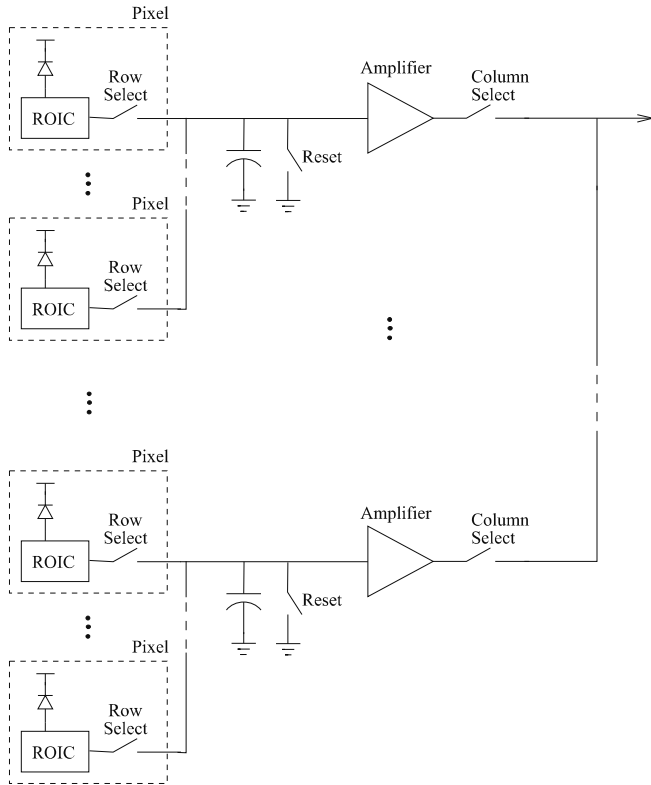 Pixel
Row
Select
ROIC
Amplifier
Column
Select
Reset
Pixel
Row
Select
ROIC
Pixel
Row
Select
ROIC
Amplifier
Column
Select
Reset
Pixel
Row
Select
ROIC